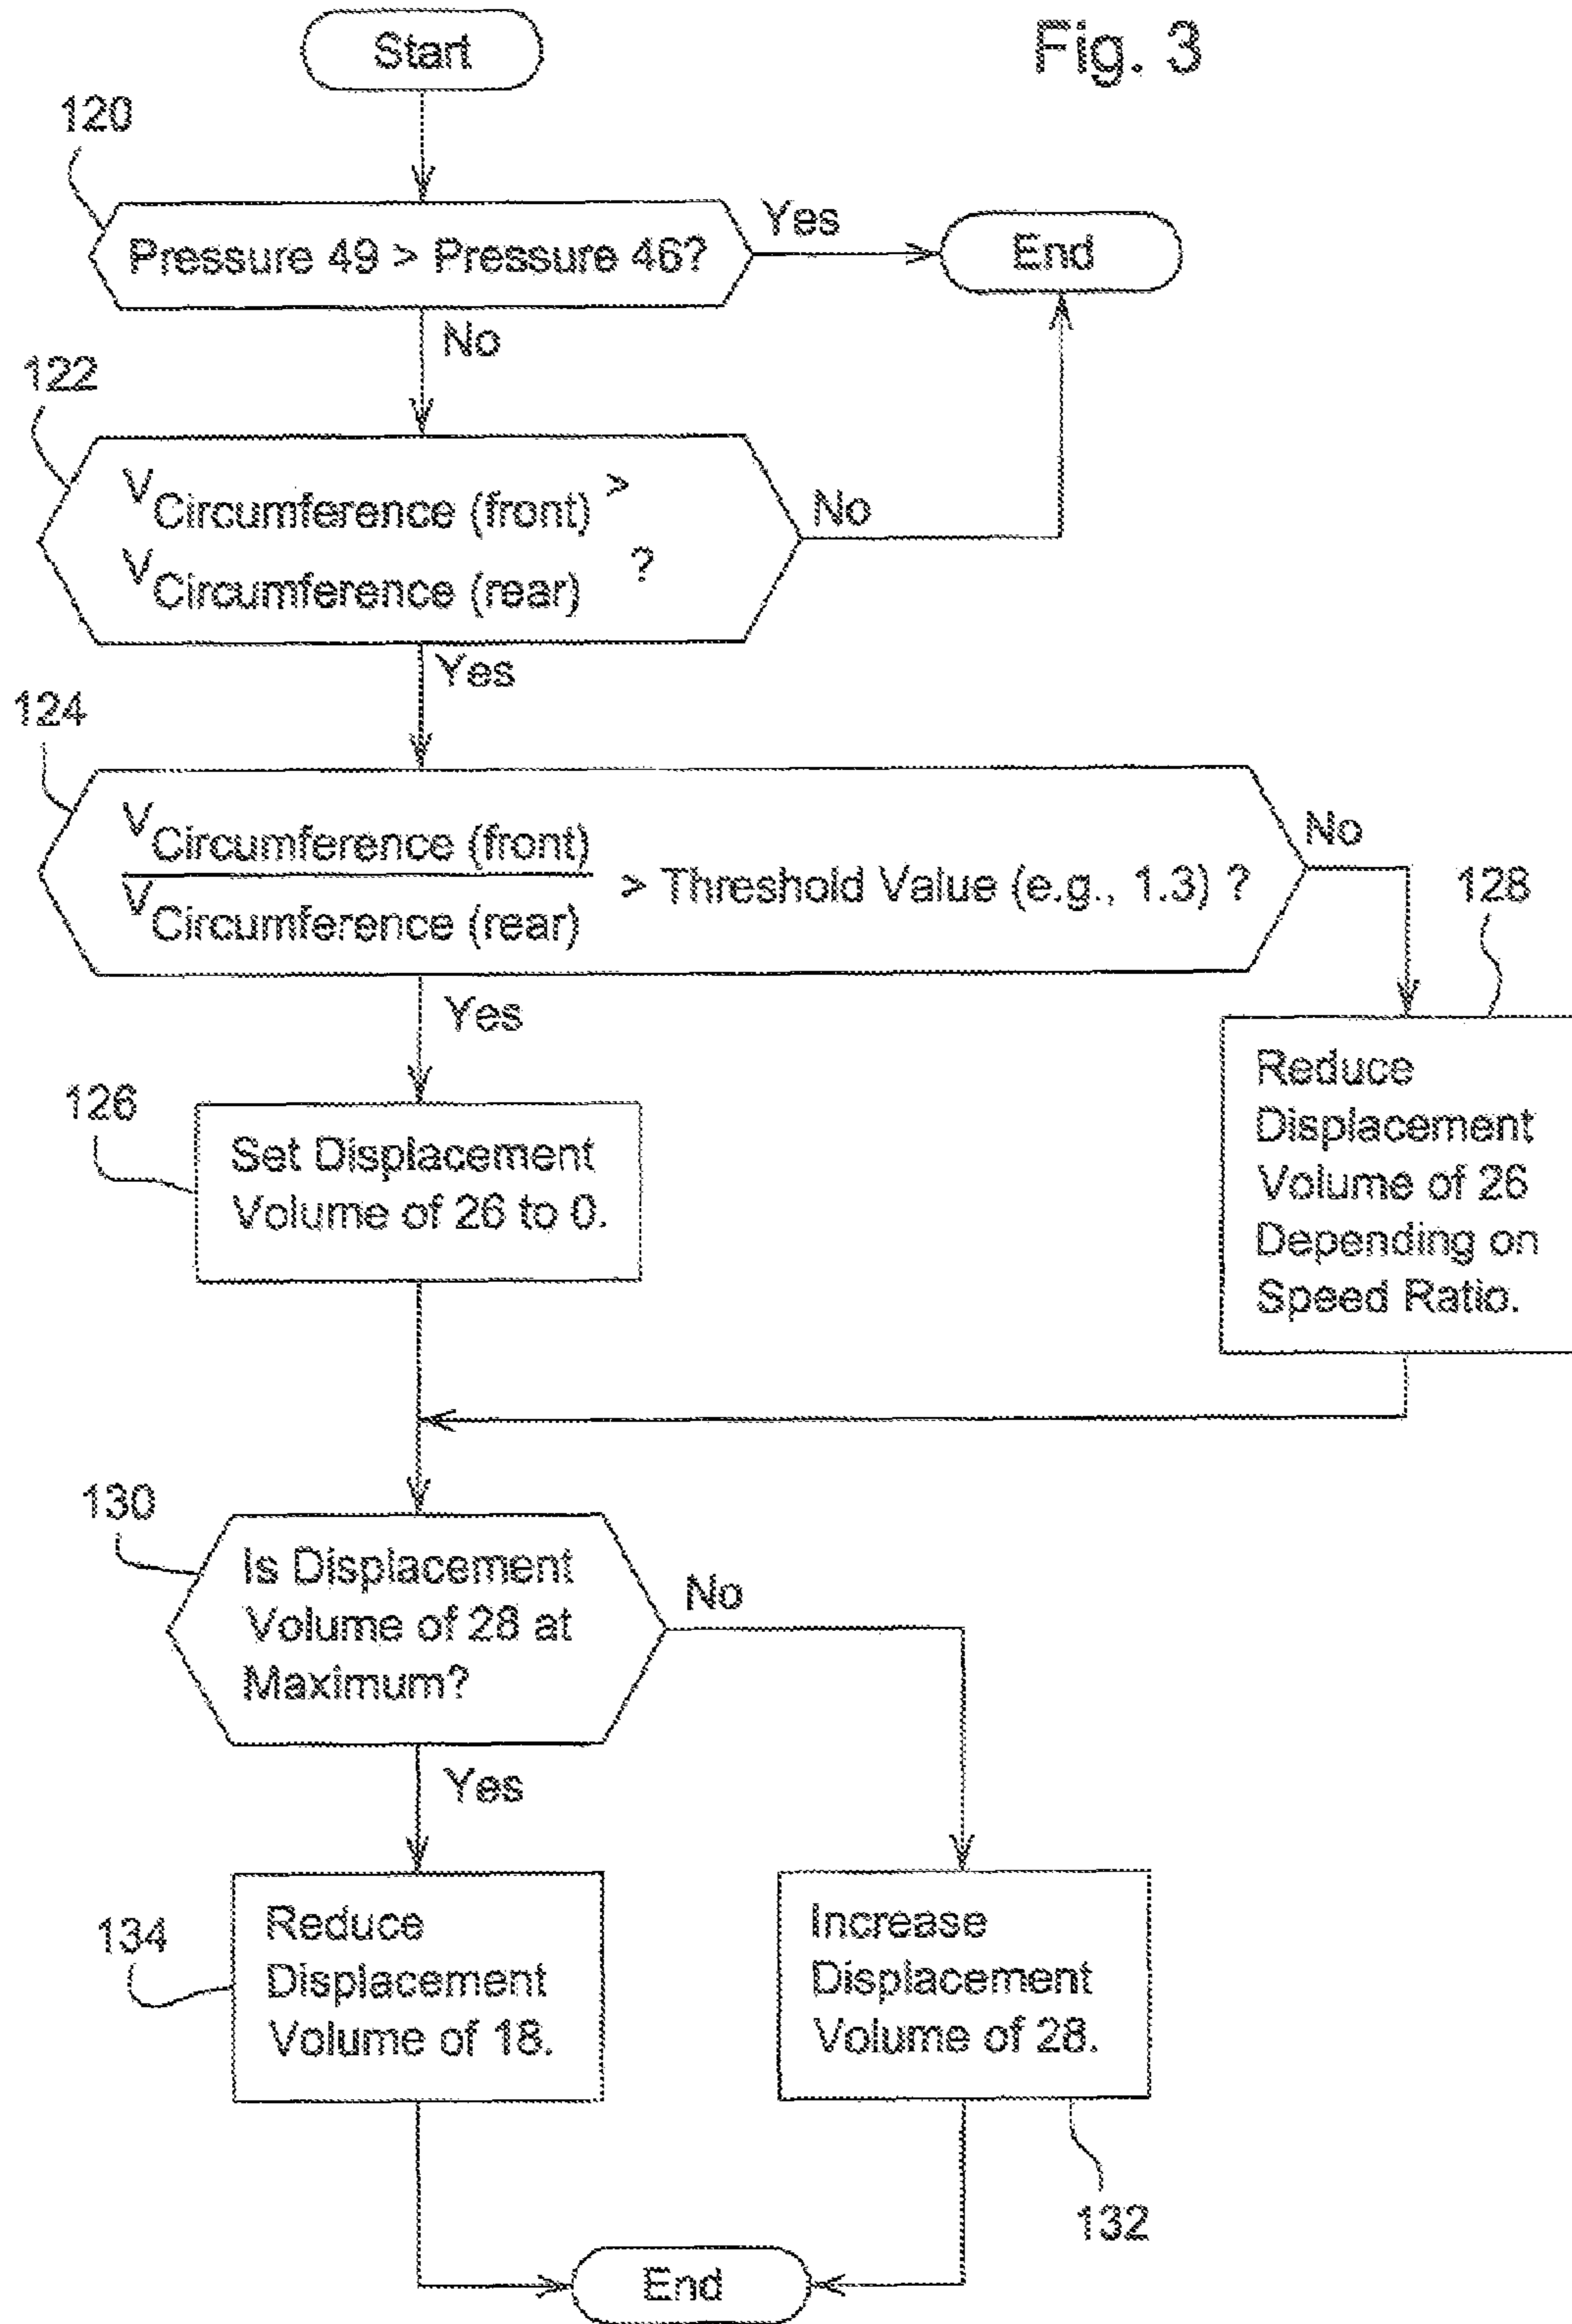 Fig. 3
Start
120
Pressure 49 > Pressure 46?
Yes
End
No
122
VCircumference (front) >
VCircumference (rear) ?
No
Yes
124
VCircumference (front)
VCircumference (rear)
> Threshold Value (e.g., 1.3) ?
No
128
Yes
Reduce
Displacement
Volume of 26
Depending on
Speed Ratio.
126
Set Displacement
Volume of 26 to 0.
130
Is Displacement
Volume of 28 at
Maximum?
No
Yes
134
Reduce
Displacement
Volume of 18.
Increase
Displacement
Volume of 28.
132
End